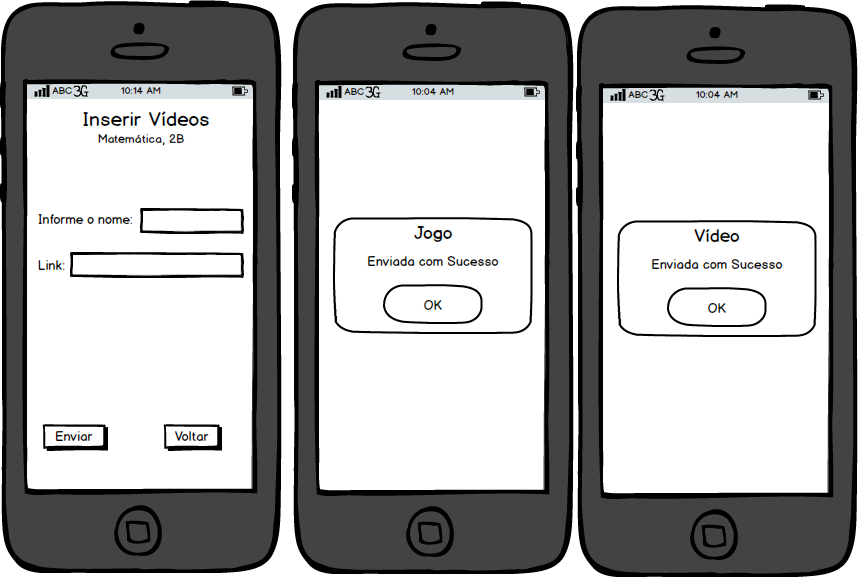 ABC 3G 10:14 AM
Inserir Vídeos
Matemática, 2B
Informe o nome:
Link:
Enviar Voltar
ABC 3G 10:04 AM
Jogo
Enviada com Sucesso
OK
ABC 3G 10:04 AM
Vídeo
Enviada com Sucesso
OK